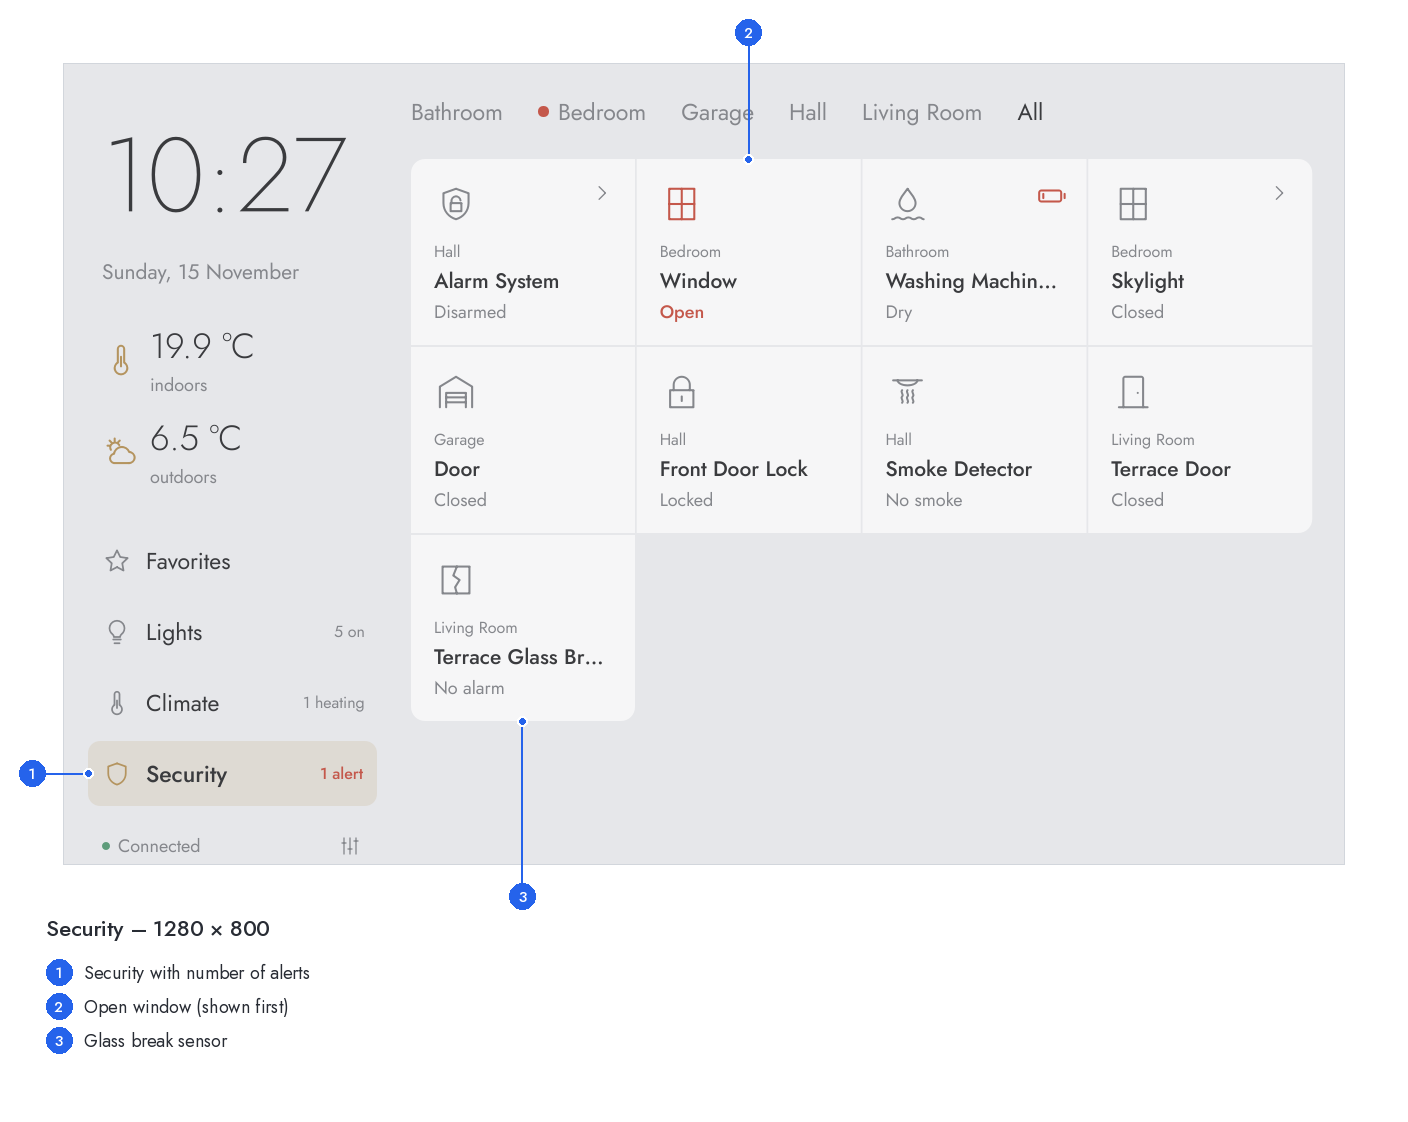 2
Bathroom Bedroom Garage Hall Living Room All
10:27
Sunday, 15 November
19.9 °C
indoors
6.5 °C
outdoors
Favorites
Lights 5 on
Climate 1 heating
1
Security 1 alert
Connected
Hall
Alarm System
Disarmed
Bedroom
Window
Open
Bathroom
Washing Machin...
Dry
Bedroom
Skylight
Closed
Garage
Door
Closed
Hall
Front Door Lock
Locked
Hall
Smoke Detector
No smoke
Living Room
Terrace Door
Closed
Living Room
Terrace Glass Br...
No alarm
3
Security – 1280 × 800
1 Security with number of alerts
2 Open window (shown first)
3 Glass break sensor